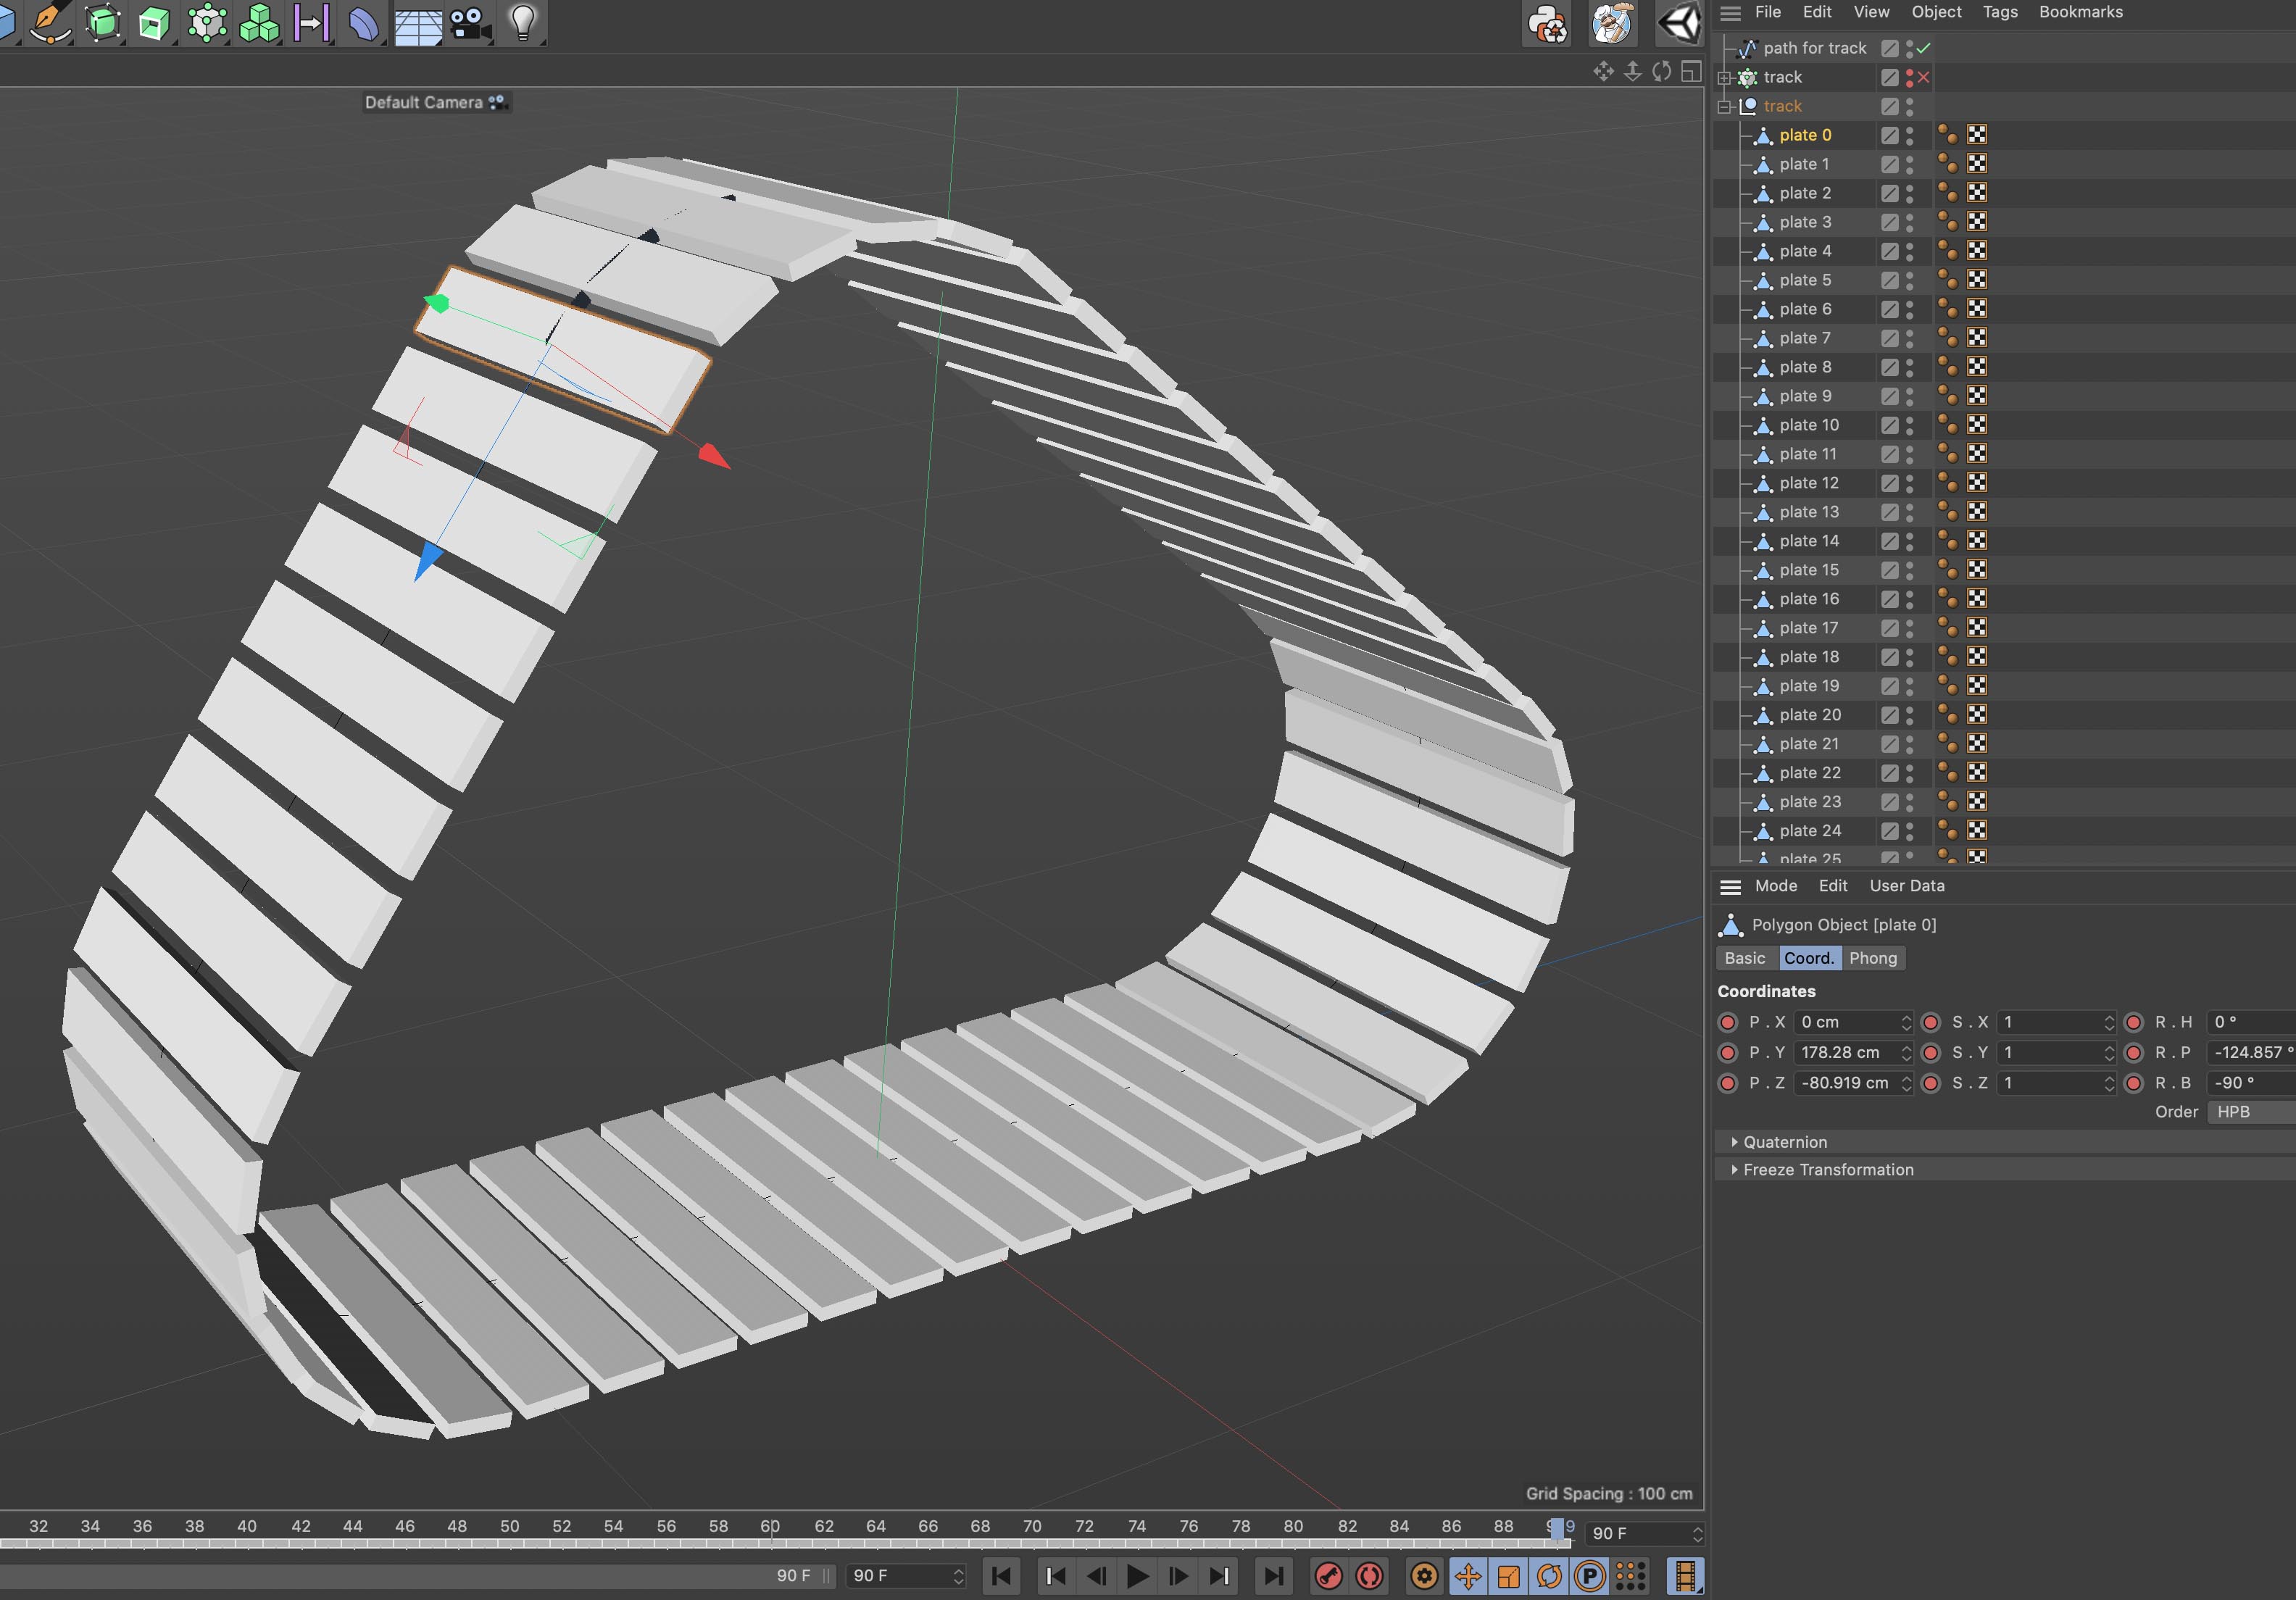 File Edit View Object Tags Bookmarks
path for track
track
track
plate 0
plate 1
plate 2
plate 3
plate 4
plate 5
plate 6
plate 7
plate 8
plate 9
plate 10
plate 11
plate 12
plate 13
plate 14
plate 15
plate 16
plate 17
plate 18
plate 19
plate 20
plate 21
plate 22
plate 23
plate 24
plate 25
Default Camera
Mode Edit User Data
Polygon Object [plate 0]
Basic Coord. Phong
Coordinates
P . X 0 cm S . X 1 R . H 0 °
P . Y 178.28 cm S . Y 1 R . P -124.857 °
P . Z -80.919 cm S . Z 1 R . B -90 °
Order HPB
Quaternion
Freeze Transformation
Grid Spacing : 100 cm
32 34 36 38 40 42 44 46 48 50 52 54 56 58 60 62 64 66 68 70 72 74 76 78 80 82 84 86 88 90 F
90 F 90 F
P